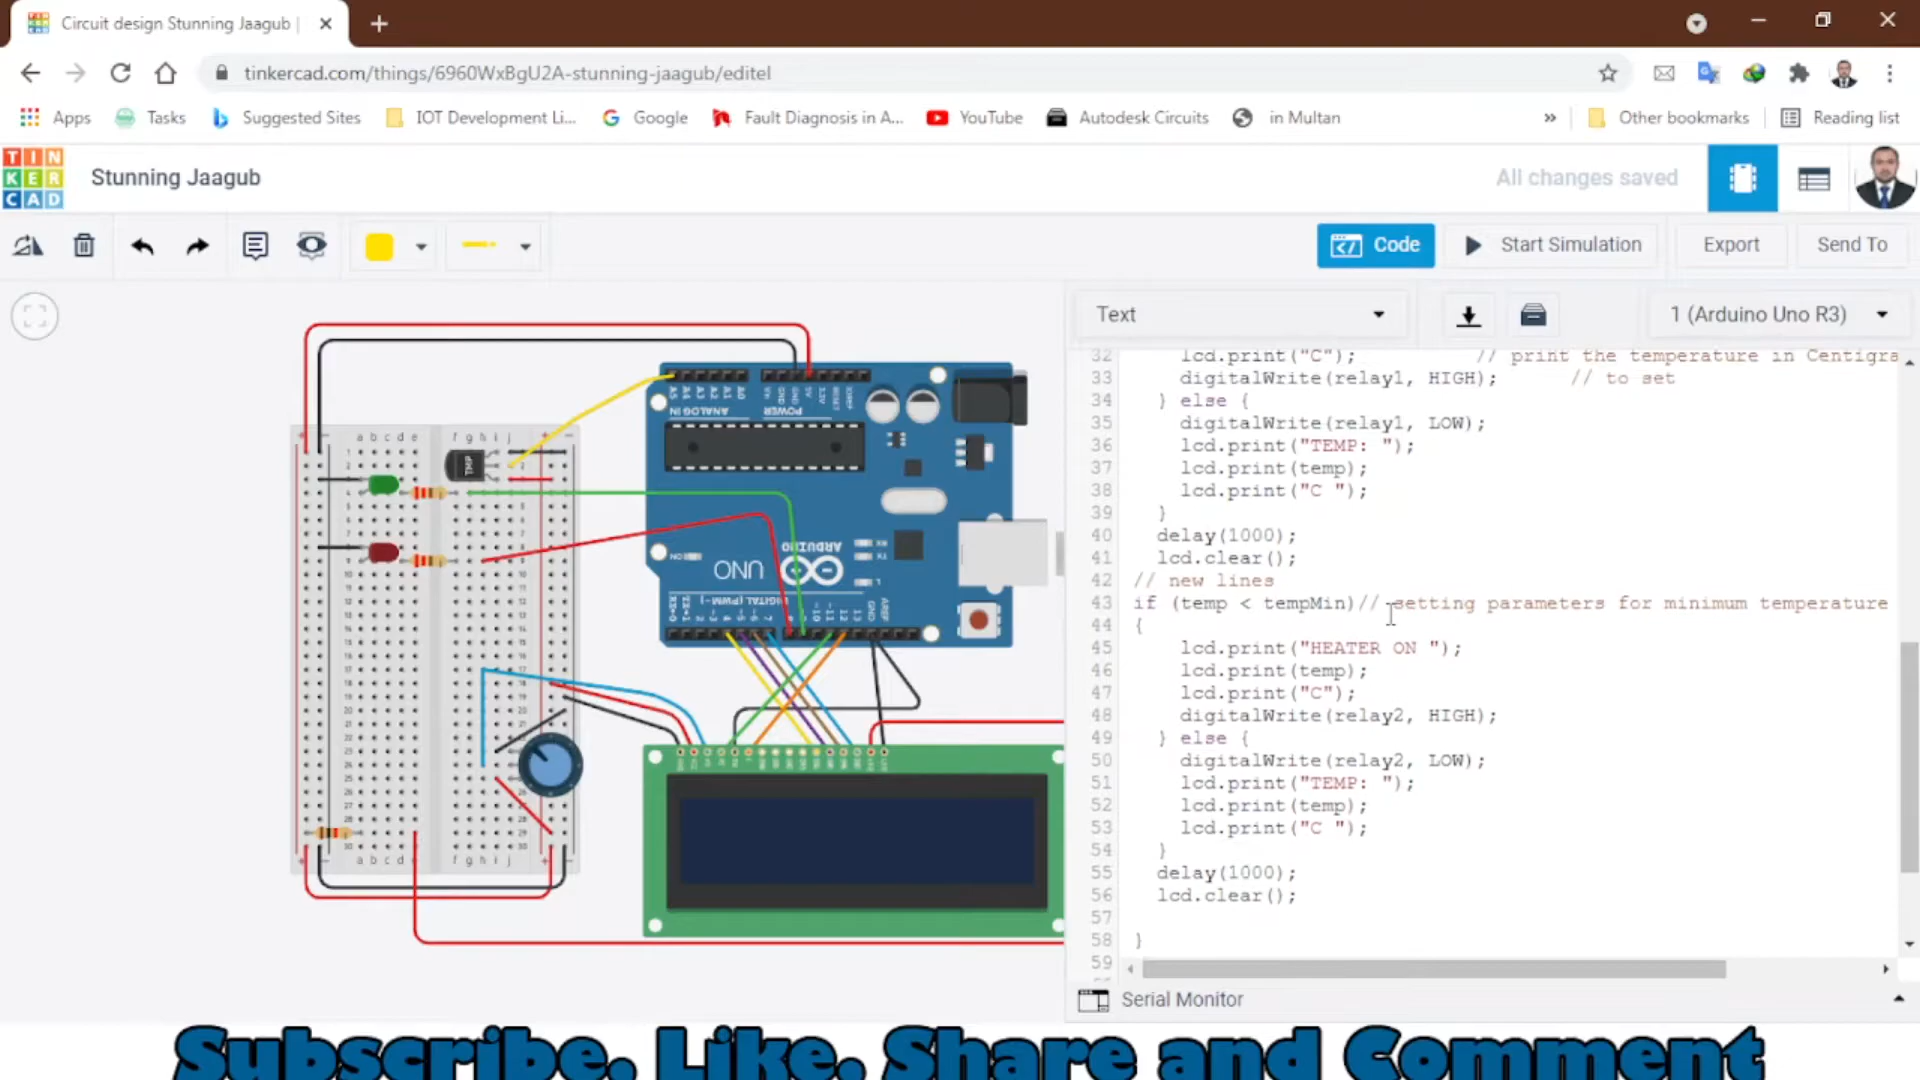 Circuit design Stunning Jaagub |
tinkercad.com/things/6960WxBgU2A-stunning-jaagub/editel
Apps
Tasks
Suggested Sites
IOT Development Li...
Google
Fault Diagnosis in A...
YouTube
Autodesk Circuits
in Multan
»
Other bookmarks
Reading list
TIN
KER
CAD
Stunning Jaagub
All changes saved
Code
Start Simulation
Export
Send To
Text
1 (Arduino Uno R3)
32 lcd.print("C"); // print the temperature in Centigra
33 digitalWrite(relay1, HIGH); // to set
34 } else {
35 digitalWrite(relay1, LOW);
36 lcd.print("TEMP: ");
37 lcd.print(temp);
38 lcd.print("C ");
39 }
40 delay(1000);
41 lcd.clear();
42 // new lines
43 if (temp < tempMin)// setting parameters for minimum temperature
44 {
45 lcd.print("HEATER ON ");
46 lcd.print(temp);
47 lcd.print("C");
48 digitalWrite(relay2, HIGH);
49 } else {
50 digitalWrite(relay2, LOW);
51 lcd.print("TEMP: ");
52 lcd.print(temp);
53 lcd.print("C ");
54 }
55 delay(1000);
56 lcd.clear();
57
58 }
59
Serial Monitor
TMP
ANALOG IN
POWER
UNO
ARDUINO
DIGITAL (PWM~)
Subscribe. Like. Share and Comment